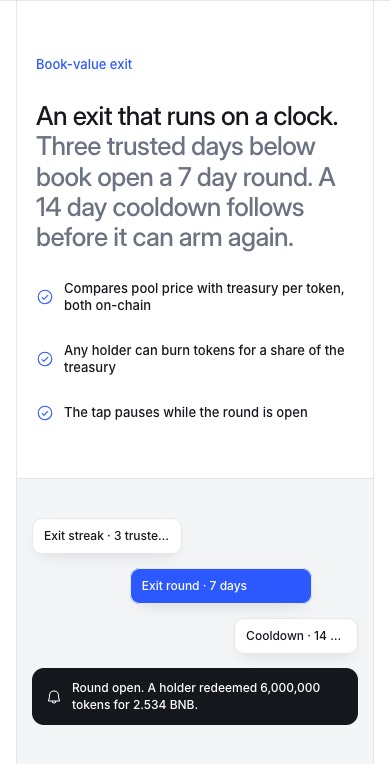 Book-value exit
An exit that runs on a clock.
Three trusted days below
book open a 7 day round. A
14 day cooldown follows
before it can arm again.
Compares pool price with treasury per token,
both on-chain
Any holder can burn tokens for a share of the
treasury
The tap pauses while the round is open
Exit streak · 3 truste...
Exit round · 7 days
Cooldown · 14 ...
Round open. A holder redeemed 6,000,000
tokens for 2.534 BNB.